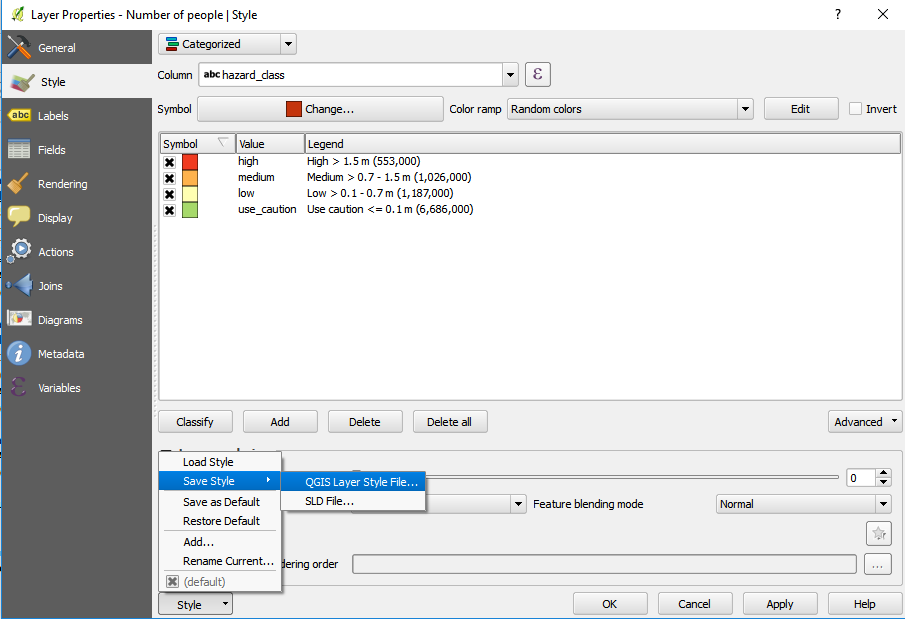 Layer Properties - Number of people | Style
?
General
Style
Labels
Fields
Rendering
Display
Actions
Joins
Diagrams
Metadata
Variables
abc
Categorized
Column abc hazard_class ε
Symbol Change... Color ramp Random colors Edit Invert
Symbol Value Legend
high High > 1.5 m (553,000)
medium Medium > 0.7 - 1.5 m (1,026,000)
low Low > 0.1 - 0.7 m (1,187,000)
use_caution Use caution <= 0.1 m (6,686,000)
Classify Add Delete Delete all Advanced
Load Style
Save Style QGIS Layer Style File... 0
Save as Default SLD File... Feature blending mode Normal
Restore Default
Add...
Rename Current... dering order ...
(default)
Style OK Cancel Apply Help